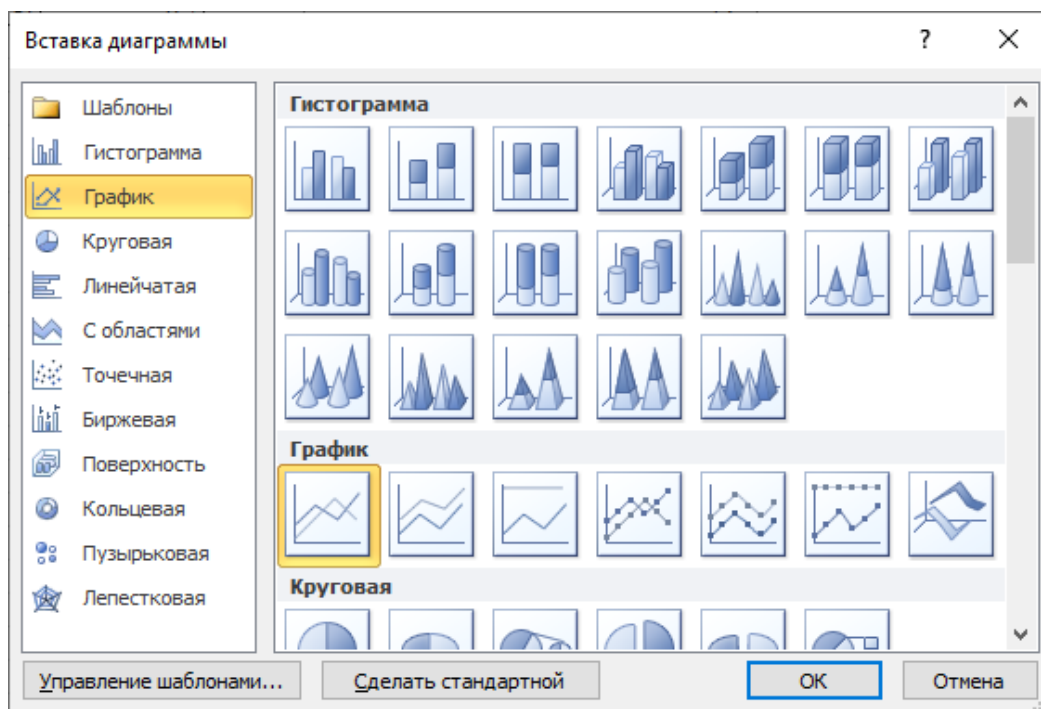 Вставка диаграммы
?
Шаблоны
Гистограмма
График
Круговая
Линейчатая
С областями
Точечная
Биржевая
Поверхность
Кольцевая
Пузырьковая
Лепестковая
Гистограмма
График
Круговая
Управление шаблонами...
Сделать стандартной
ОК
Отмена